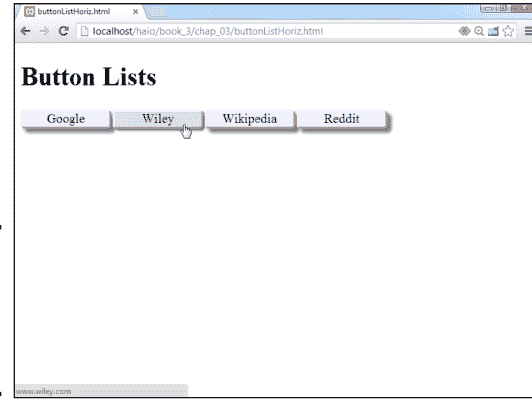 buttonListHoriz.html
localhost/haio/book_3/chap_03/buttonListHoriz.html
Button Lists
Google Wiley Wikipedia Reddit
www.wiley.com